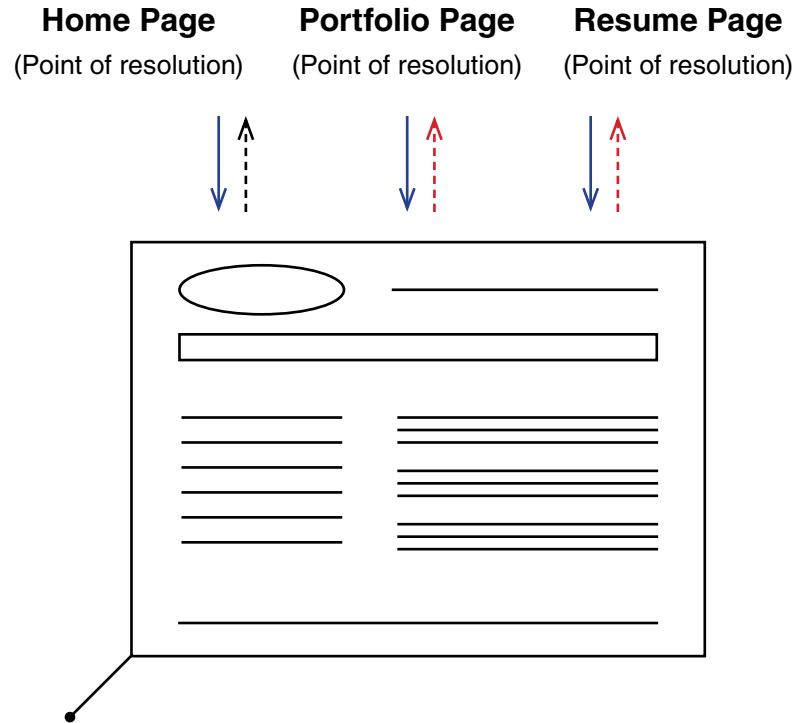 Home Page Portfolio Page Resume Page
(Point of resolution) (Point of resolution) (Point of resolution)